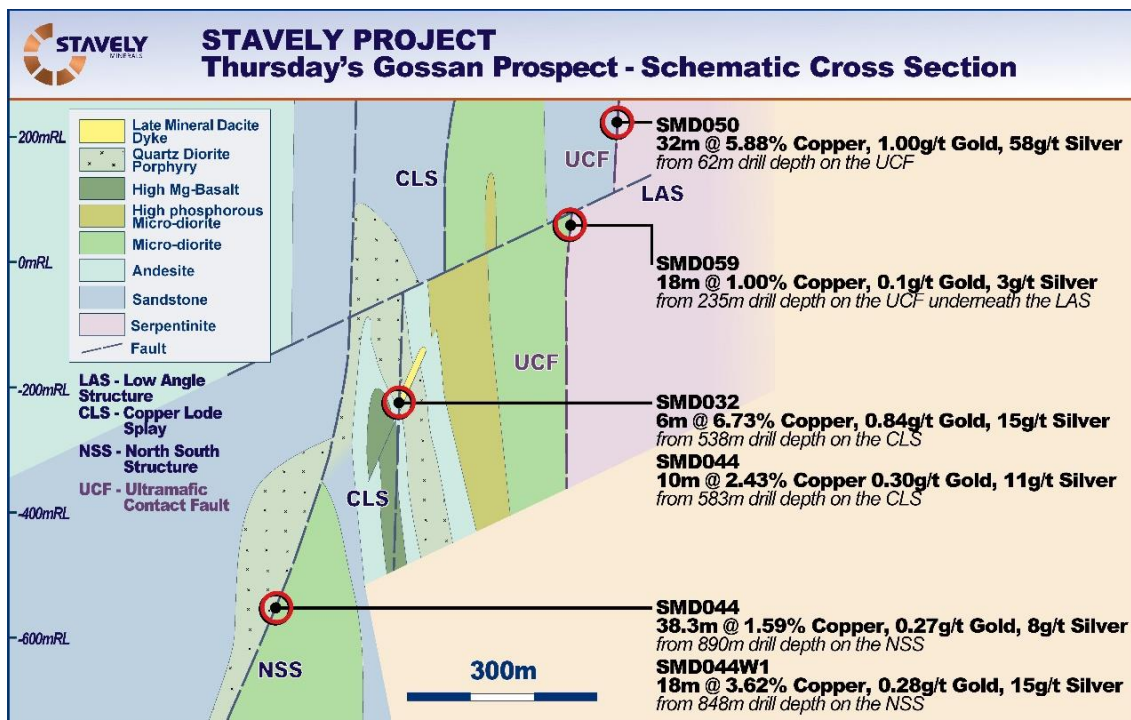 STAVELY
MINERALS
STAVELY PROJECT
Thursday's Gossan Prospect - Schematic Cross Section
200mRL
0mRL
-200mRL
-400mRL
-600mRL
Late Mineral Dacite
Dyke
Quartz Diorite
Porphyry
High Mg-Basalt
High phosphorous
Micro-diorite
Micro-diorite
Andesite
Sandstone
Serpentinite
Fault
LAS - Low Angle
Structure
CLS - Copper Lode
Splay
NSS - North South
Structure
UCF - Ultramafic
Contact Fault
CLS
UCF
LAS
UCF
CLS
NSS
SMD050
32m @ 5.88% Copper, 1.00g/t Gold, 58g/t Silver
from 62m drill depth on the UCF
SMD059
18m @ 1.00% Copper, 0.1g/t Gold, 3g/t Silver
from 235m drill depth on the UCF underneath the LAS
SMD032
6m @ 6.73% Copper, 0.84g/t Gold, 15g/t Silver
from 538m drill depth on the CLS
SMD044
10m @ 2.43% Copper 0.30g/t Gold, 11g/t Silver
from 583m drill depth on the CLS
SMD044
38.3m @ 1.59% Copper, 0.27g/t Gold, 8g/t Silver
from 890m drill depth on the NSS
SMD044W1
18m @ 3.62% Copper, 0.28g/t Gold, 15g/t Silver
from 848m drill depth on the NSS
300m